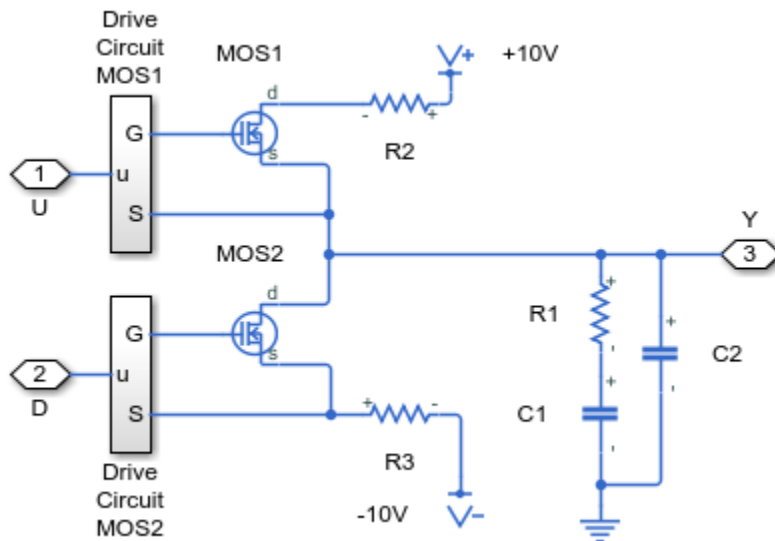 Drive
Circuit
MOS1
MOS1
+10V
d
- +
R2
G
u
S
s
1
U
Y
3
MOS2
d
G
u
S
s
2
D
+ -
R3
-10V
Drive
Circuit
MOS2
+
R1
-
+
C1
-
+
C2
-
V+
V-